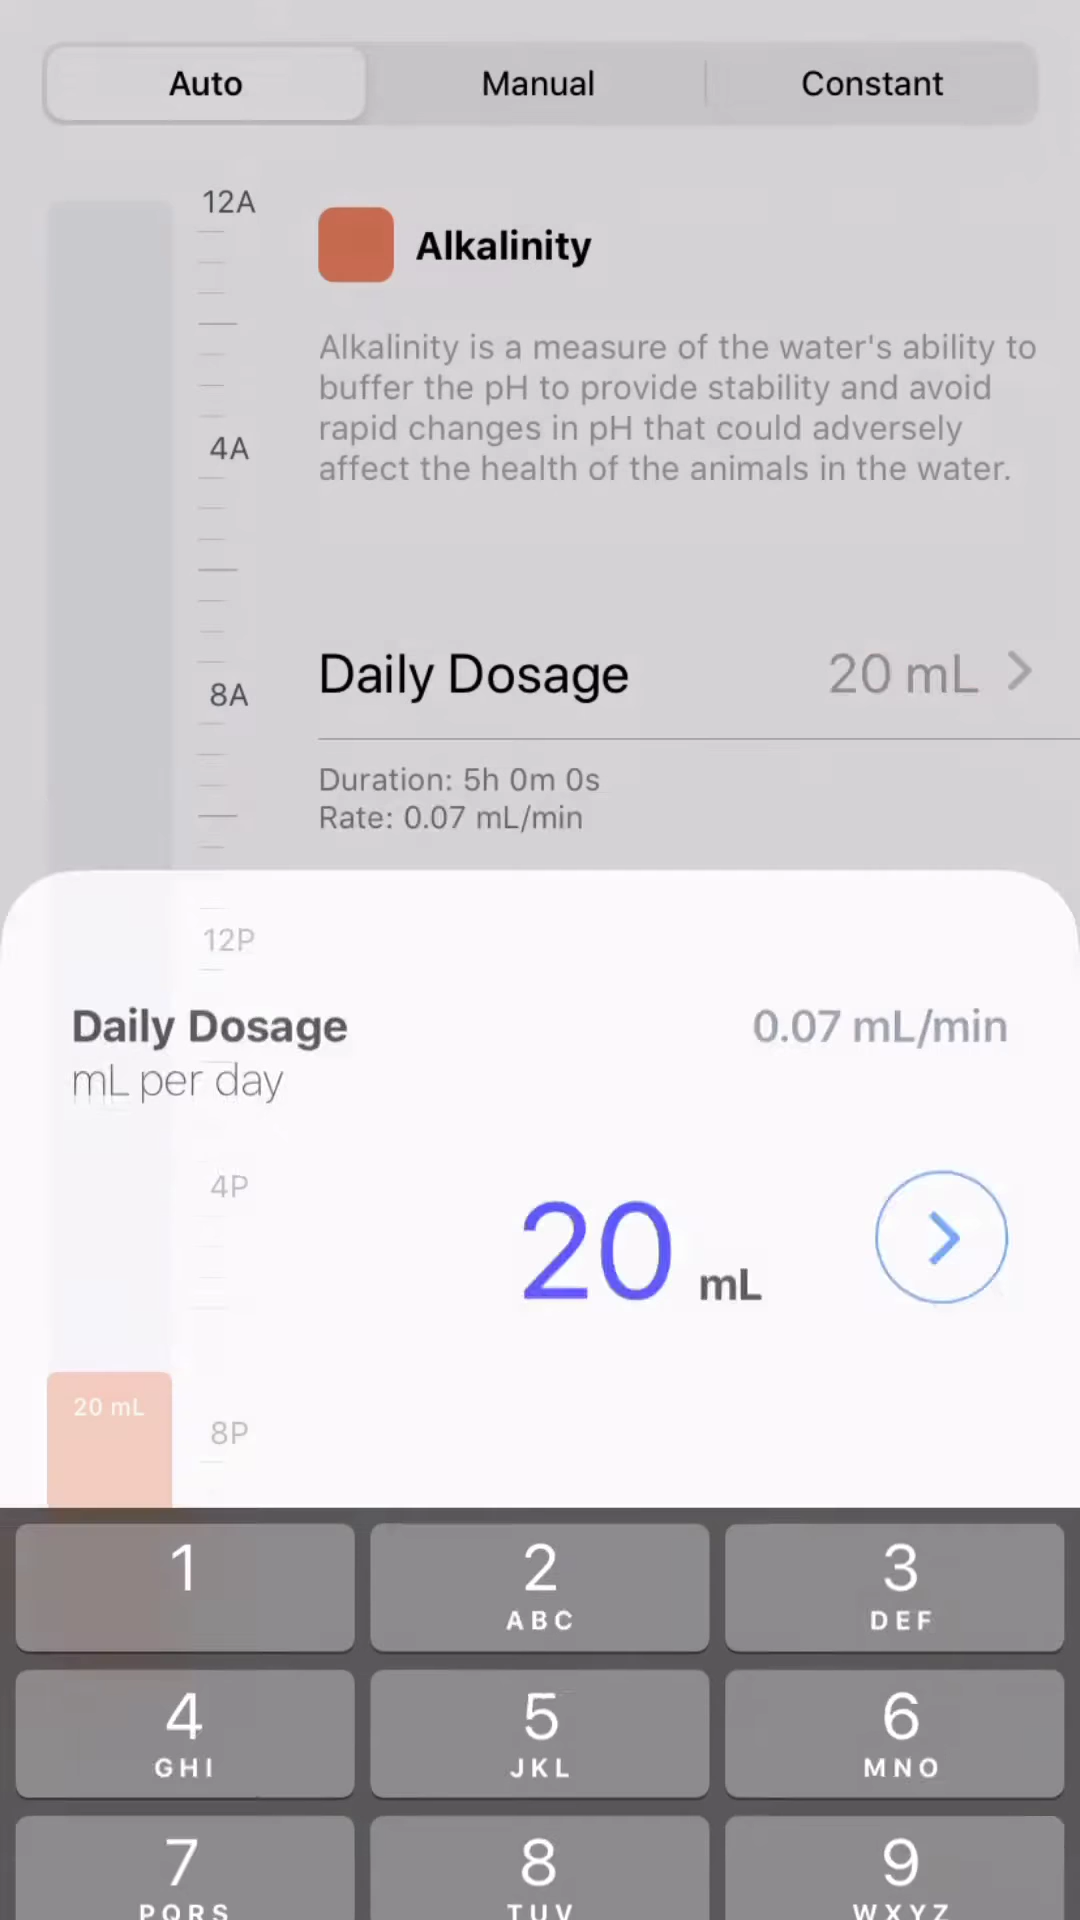 Auto Manual Constant
12A
Alkalinity
Alkalinity is a measure of the water's ability to
buffer the pH to provide stability and avoid
rapid changes in pH that could adversely
4A
affect the health of the animals in the water.
Daily Dosage 20 mL
8A
Duration: 5h 0m 0s
Rate: 0.07 mL/min
12P
Daily Dosage 0.07 mL/min
mL per day
4P
20 mL
20 mL
8P
1 2 3
ABC DEF
4 5 6
GHI JKL MNO
7 8 9
PQRS TUV WXYZ